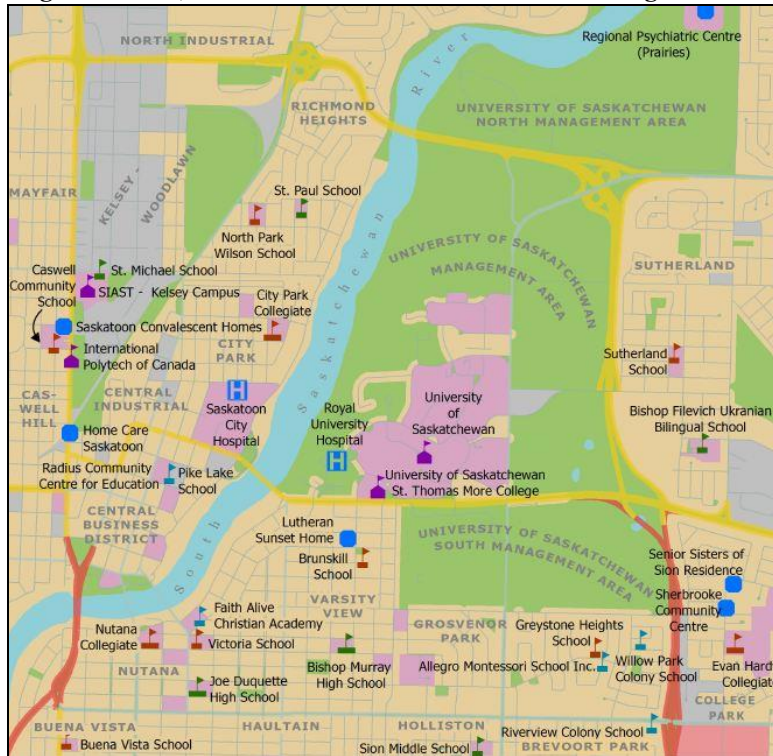 NORTH INDUSTRIAL
Regional Psychiatric Centre
(Prairies)
River
RICHMOND
HEIGHTS
UNIVERSITY OF SASKATCHEWAN
NORTH MANAGEMENT AREA
KELSEY -
WOODLAWN
MAYFAIR
St. Paul School
North Park
Wilson School
Saskatchewan
UNIVERSITY OF SASKATCHEWAN
MANAGEMENT AREA
SUTHERLAND
Caswell
Community
School
St. Michael School
SIAST - Kelsey Campus
City Park
Collegiate
Saskatoon Convalescent Homes
International
Polytech of Canada
CITY
PARK
Sutherland
School
CAS-
WELL
HILL
CENTRAL
INDUSTRIAL
H
Saskatoon
City
Hospital
Royal
University
Hospital
H
University
of
Saskatchewan
Bishop Filevich Ukranian
Bilingual School
Home Care
Saskatoon
Radius Community
Centre for Education
Pike Lake
School
University of Saskatchewan
St. Thomas More College
CENTRAL
BUSINESS
DISTRICT
South
Lutheran
Sunset Home
Brunskill
School
UNIVERSITY OF SASKATCHEWAN
SOUTH MANAGEMENT AREA
Senior Sisters of
Sion Residence
Sherbrooke
Community
Centre
VARSITY
VIEW
Faith Alive
Christian Academy
GROSVENOR
PARK
Greystone Heights
School
Nutana
Collegiate
Victoria School
Bishop Murray
High School
Allegro Montessori School Inc.
Willow Park
Colony School
Evan Hardy
Collegiate
NUTANA
Joe Duquette
High School
COLLEGE
PARK
BUENA VISTA
HAULTAIN
HOLLISTON
Riverview Colony School
Buena Vista School
Sion Middle School
BREVOORT PARK